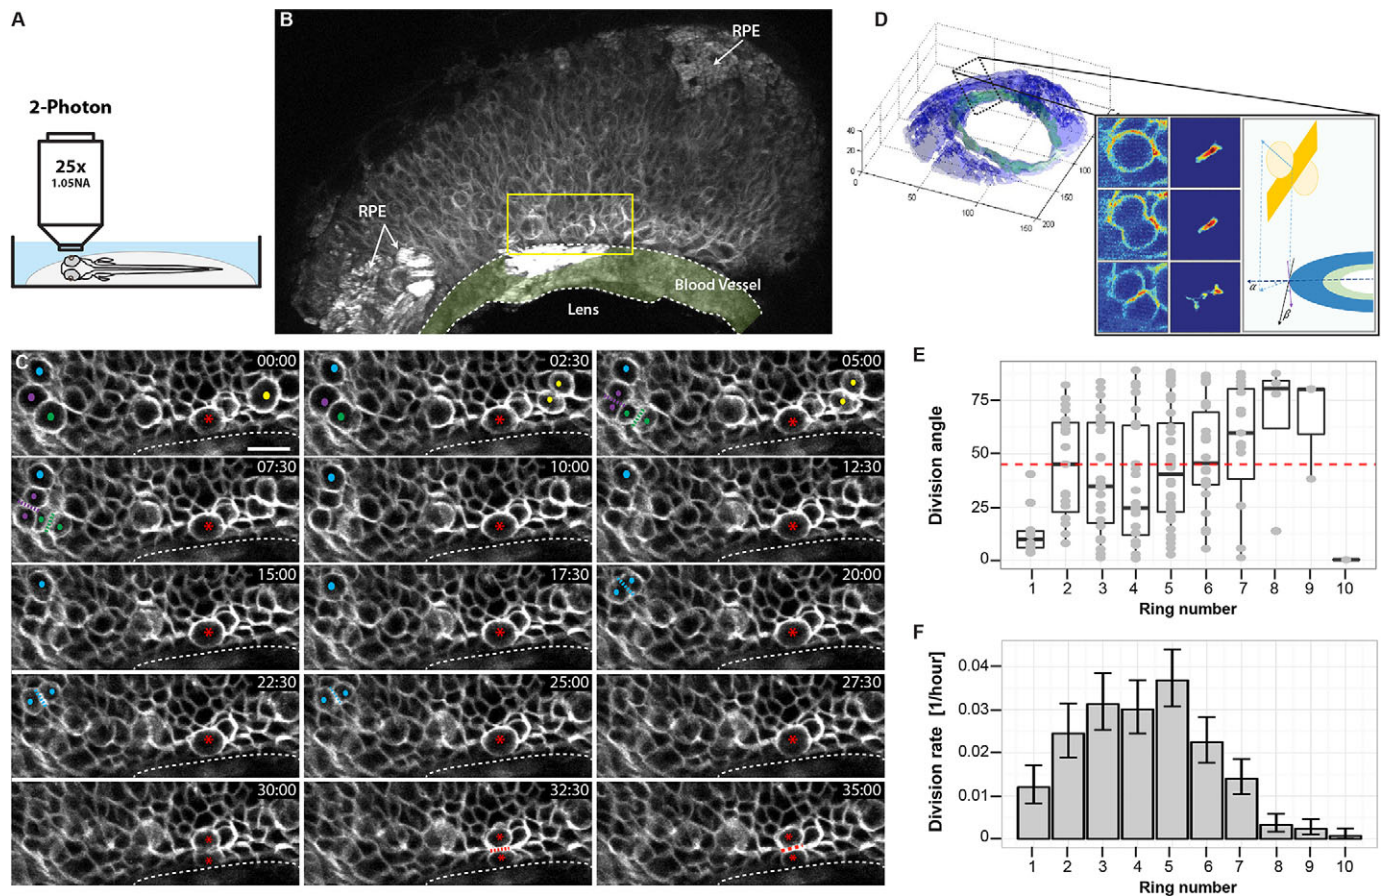 A
2-Photon
25x
1.05NA
B
RPE
RPE
Blood Vessel
Lens
C
00:00
02:30
05:00
07:30
10:00
12:30
15:00
17:30
20:00
22:30
25:00
27:30
30:00
32:30
35:00
D
40
20
0
0
50
100
150
200
50
100
α
β
E
Division angle
75
50
25
0
1 2 3 4 5 6 7 8 9 10
Ring number
F
Division rate [1/hour]
0.04
0.03
0.02
0.01
0
1 2 3 4 5 6 7 8 9 10
Ring number